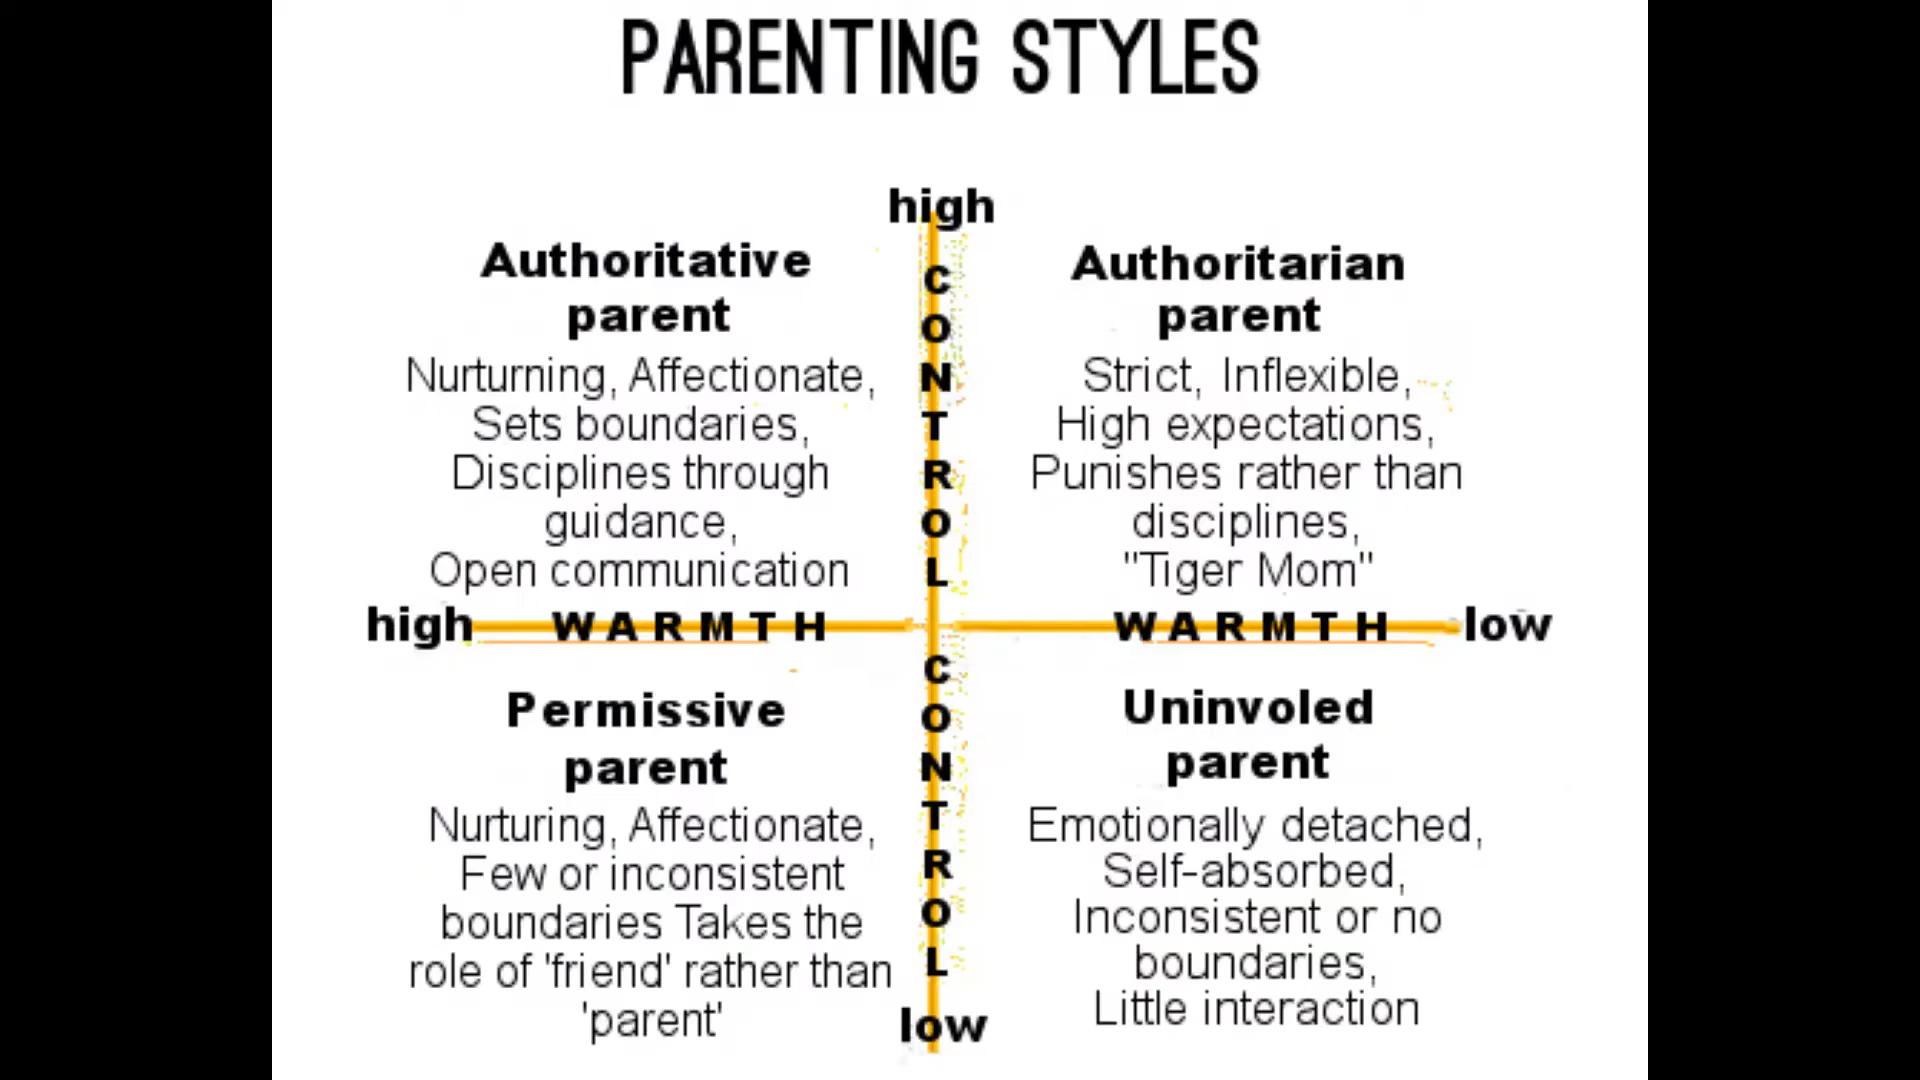 PARENTING STYLES
high
Authoritative
parent
Nurturning, Affectionate,
Sets boundaries,
Disciplines through
guidance,
Open communication
CONTROL
Authoritarian
parent
Strict, Inflexible,
High expectations,
Punishes rather than
disciplines,
"Tiger Mom"
high WARMTH WARMTH low
Permissive
parent
Nurturing, Affectionate,
Few or inconsistent
boundaries Takes the
role of 'friend' rather than
'parent'
CONTROL
low
Uninvoled
parent
Emotionally detached,
Self-absorbed,
Inconsistent or no
boundaries,
Little interaction